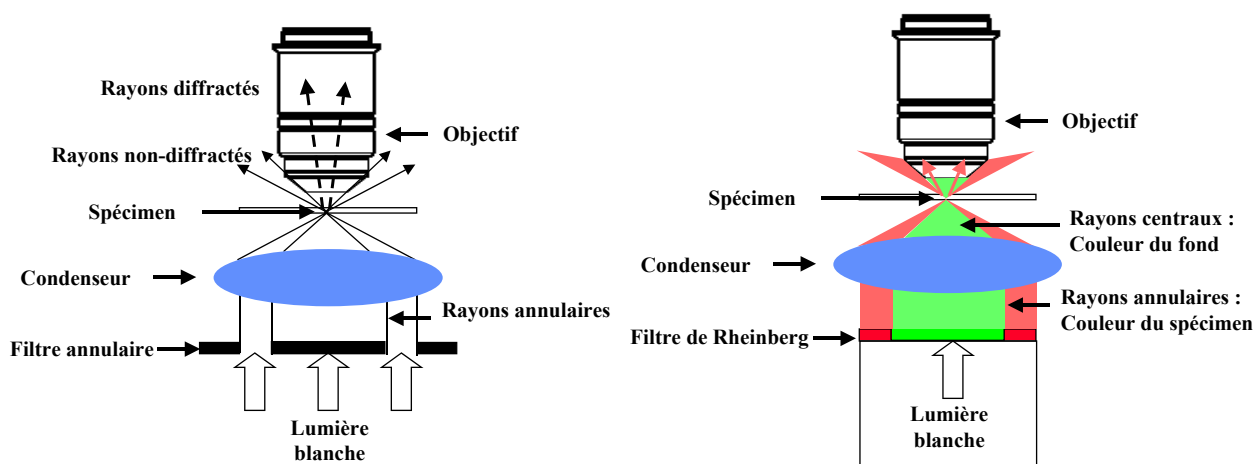 Rayons diffractés
Objectif
Rayons non-diffractés
Spécimen
Condenseur
Rayons annulaires
Filtre annulaire
Lumière
blanche
Objectif
Spécimen
Rayons centraux :
Couleur du fond
Condenseur
Rayons annulaires :
Couleur du spécimen
Filtre de Rheinberg
Lumière
blanche